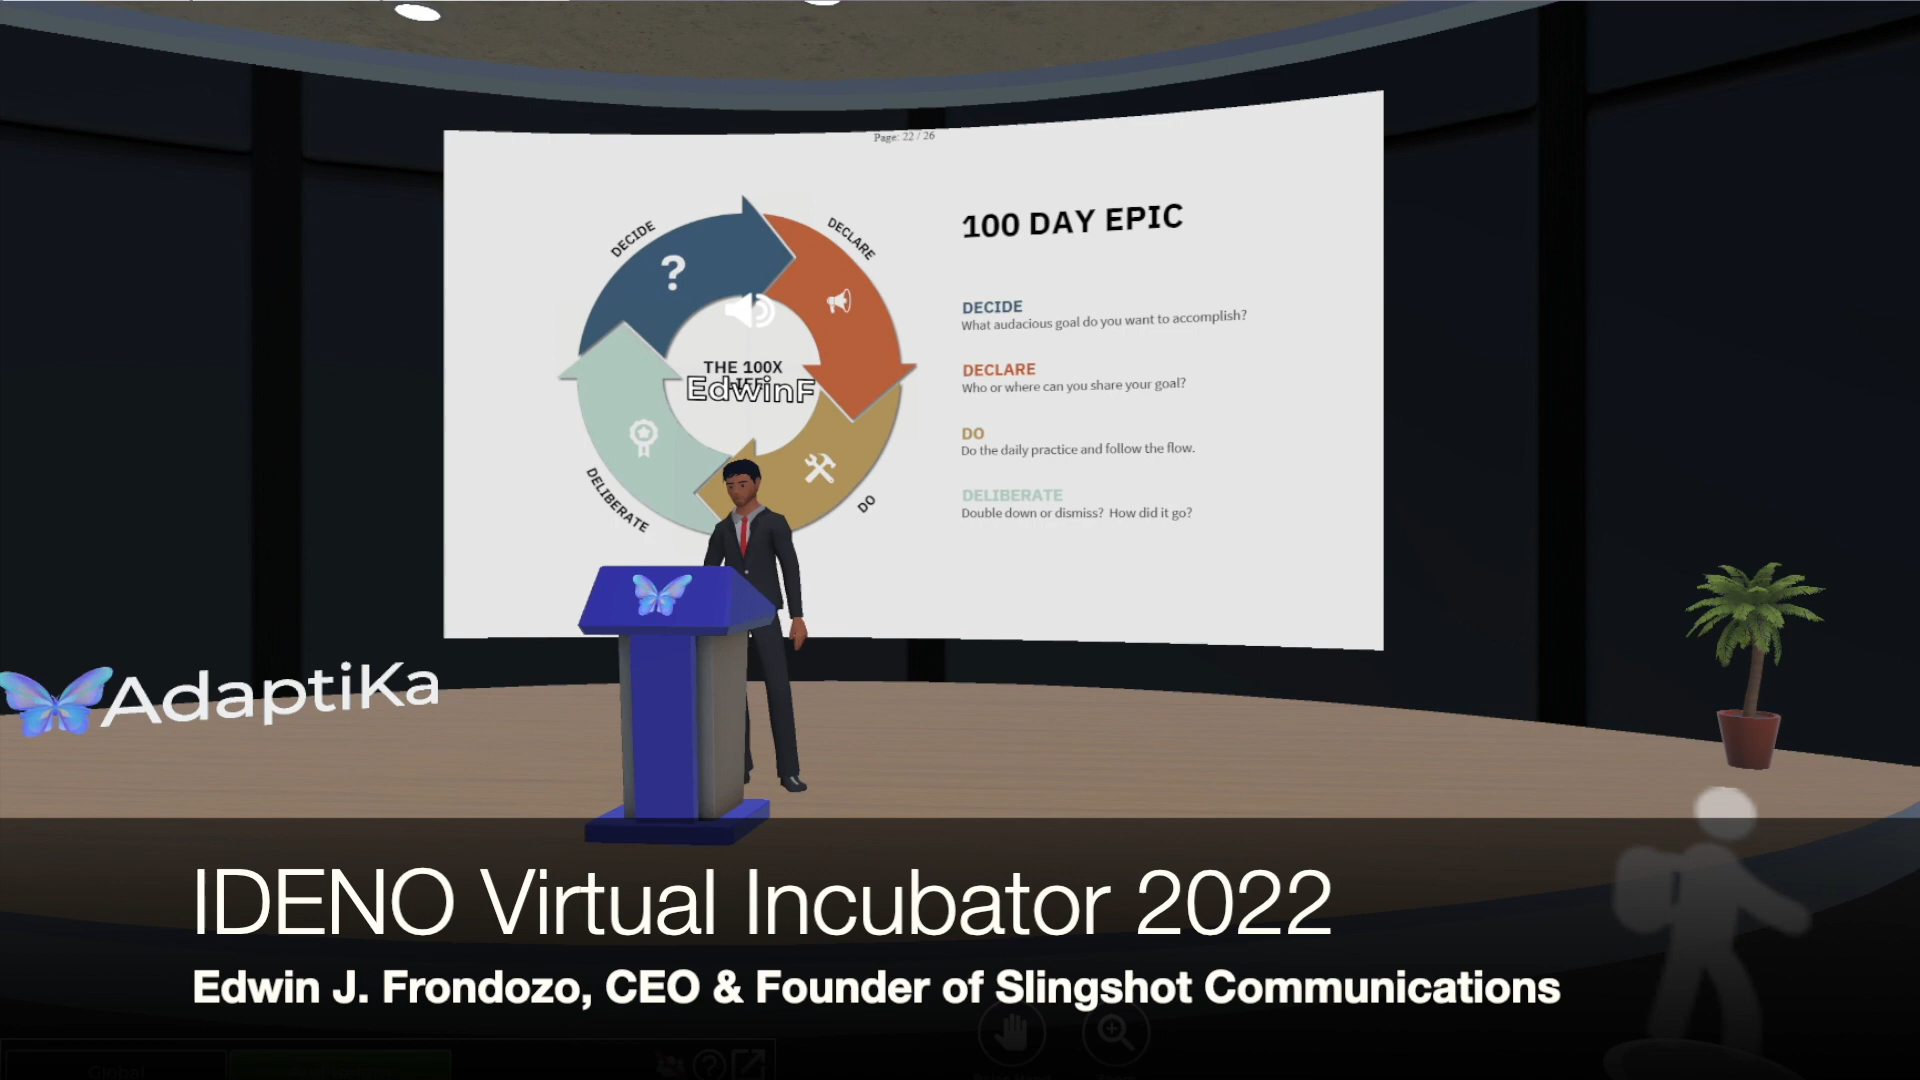 Page: 22 / 26
100 DAY EPIC
DECIDE
DECLARE
DO
DELIBERATE
THE 100X
EdwinF
DECIDE
What audacious goal do you want to accomplish?
DECLARE
Who or where can you share your goal?
DO
Do the daily practice and follow the flow.
DELIBERATE
Double down or dismiss? How did it go?
AdaptiKa
IDENO Virtual Incubator 2022
Edwin J. Frondozo, CEO & Founder of Slingshot Communications
Global